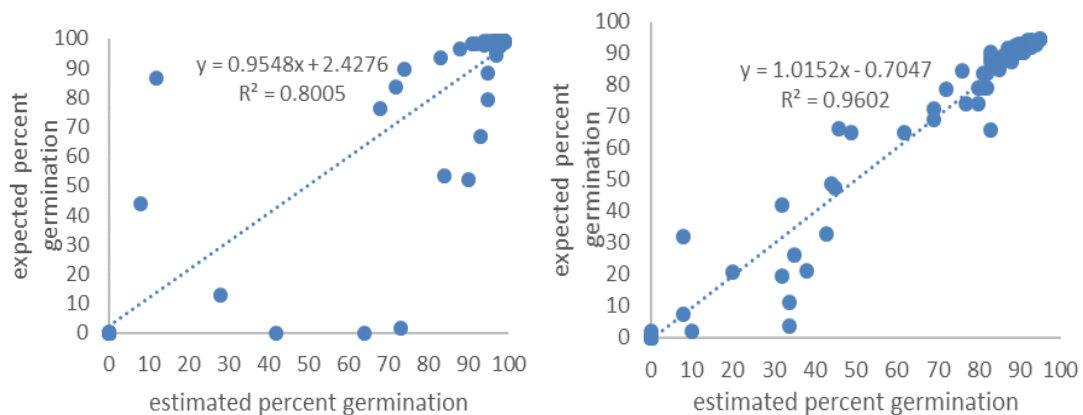 expected percent
germination
100
90
80
70
60
50
40
30
20
10
0
y = 0.9548x + 2.4276
R² = 0.8005
0 10 20 30 40 50 60 70 80 90 100
estimated percent germination
expected percent
germination
100
90
80
70
60
50
40
30
20
10
0
y = 1.0152x - 0.7047
R² = 0.9602
0 10 20 30 40 50 60 70 80 90 100
estimated percent germination